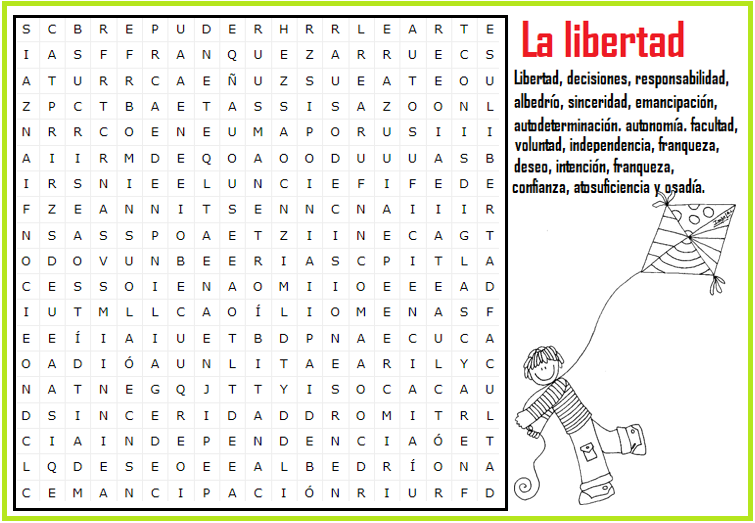 La libertad
Libertad, decisiones, responsabilidad,
albedrío, sinceridad, emancipación,
autodeterminación. autonomía. facultad,
voluntad, independencia, franqueza,
deseo, intención, franqueza,
confianza, atosuficiencia y osadía.
S C B R E P U D E R H R R L E A R T E
I A S F F R A N Q U E Z A R R U E C S
A T U R R C A E Ñ U Z S U E A T E O U
Z P C T B A E T A S S I S A Z O O N L
N R R C O E N E U M A P O R U S I I I
A I I R M D E Q O A O O D U U U A S B
I R S N I E E L U N C I E F I F E D E
F Z E A N N I T S E N N C N A I I I R
N S A S S P O A E T Z I I N E C A G T
O D O V U N B E E R I A S C P I T L A
C E S S O I E N A O M I I O E E E A D
I U T M L L C A O Í L I O M E N A S F
E E Í I A I U E T B D P N A E C U C A
O A D I Ó A U N L I T A E A R I L Y C
N A T N E G Q J T T Y I S O C A C A U
D S I N C E R I D A D D R O M I T R L
C I A I N D E P E N D E N C I A Ó E T
L Q D E S E O E E A L B E D R Í O N A
C E M A N C I P A C I Ó N R I U R F D